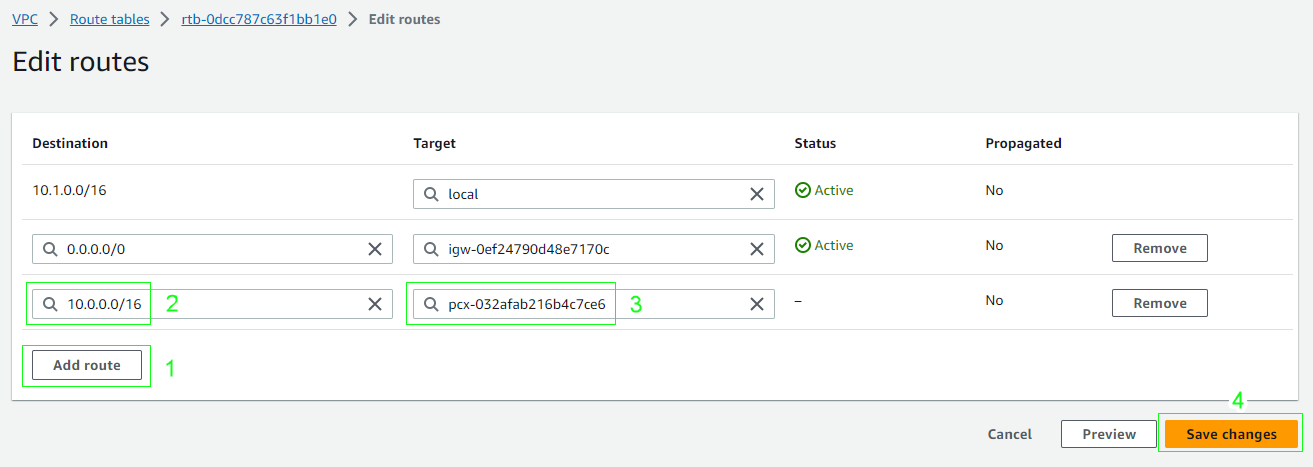 VPC > Route tables > rtb-0dcc787c63f1bb1e0 > Edit routes
Edit routes
Destination Target Status Propagated
10.1.0.0/16 local Active No
0.0.0.0/0 igw-0ef24790d48e7170c Active No Remove
10.0.0.0/16 2 pcx-032afab216b4c7ce6 3 – No Remove
Add route 1
4
Cancel Preview Save changes